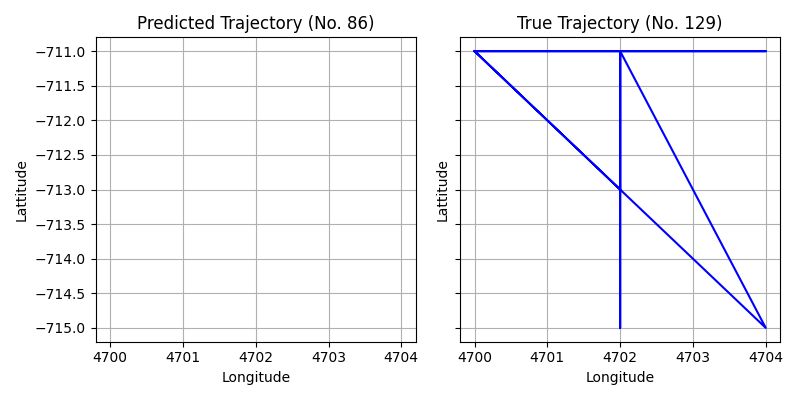 Predicted Trajectory (No. 86)
−711.0
−711.5
−712.0
−712.5
−713.0
−713.5
−714.0
−714.5
−715.0
Lattitude
4700 4701 4702 4703 4704
Longitude
True Trajectory (No. 129)
Lattitude
4700 4701 4702 4703 4704
Longitude